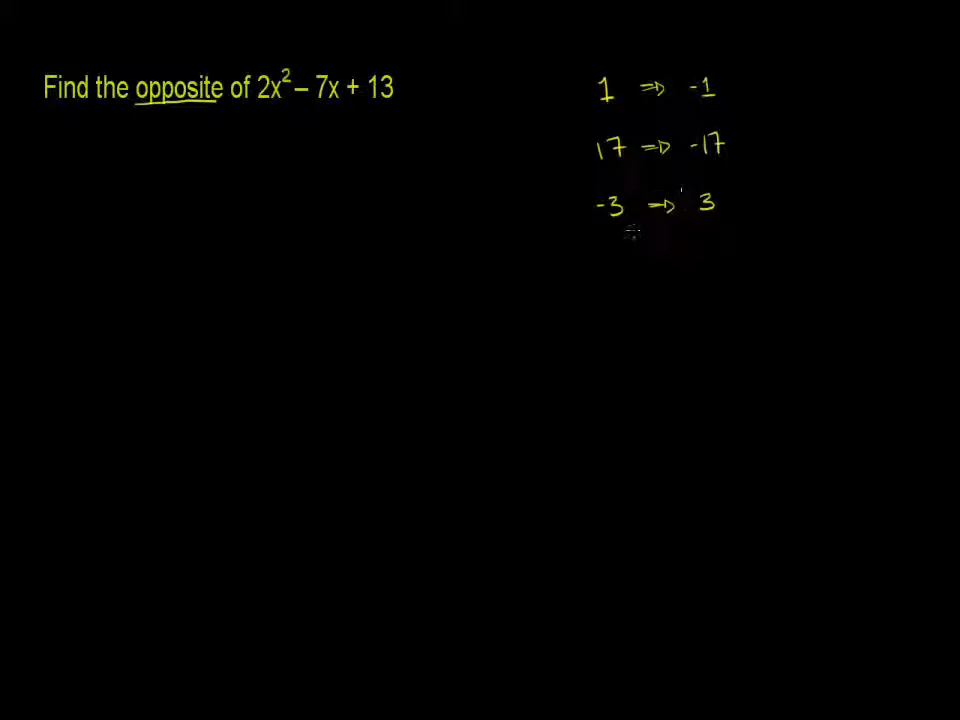 Find the opposite of 2x² – 7x + 13
1 ⇒ -1
17 ⇒ -17
-3 ⇒ 3